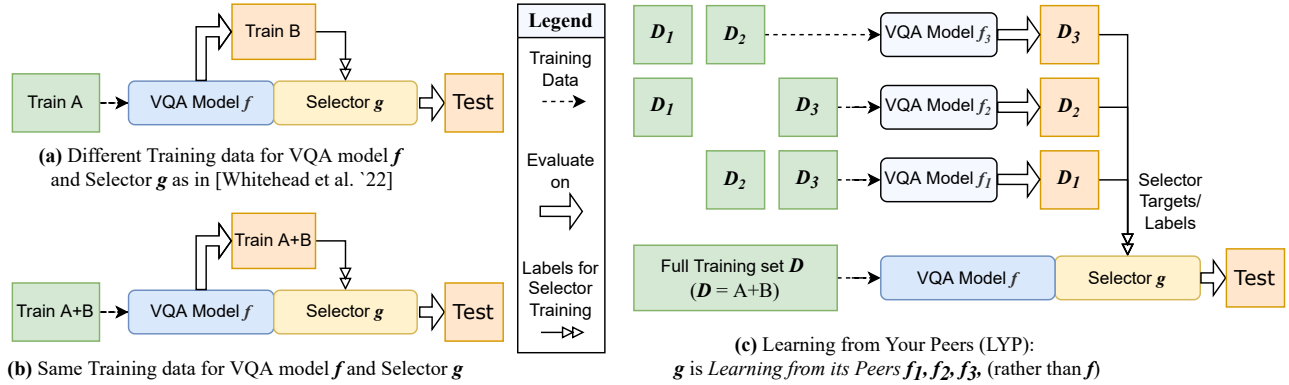 Train B
Train A
VQA Model f
Selector g
Test
(a) Different Training data for VQA model f
and Selector g as in [Whitehead et al. `22]
Train A+B
Train A+B
VQA Model f
Selector g
Test
(b) Same Training data for VQA model f and Selector g
Legend
Training
Data
Evaluate
on
Labels for
Selector
Training
D1
D2
VQA Model f3
D3
D1
D3
VQA Model f2
D2
D2
D3
VQA Model f1
D1
Selector
Targets/
Labels
Full Training set D
(D = A+B)
VQA Model f
Selector g
Test
(c) Learning from Your Peers (LYP):
g is Learning from its Peers f1, f2, f3, (rather than f)